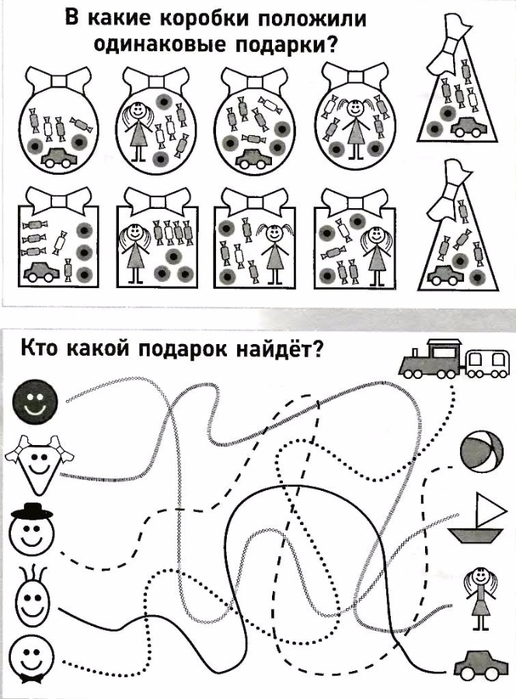 В какие коробки положили
одинаковые подарки?
Кто какой подарок найдёт?